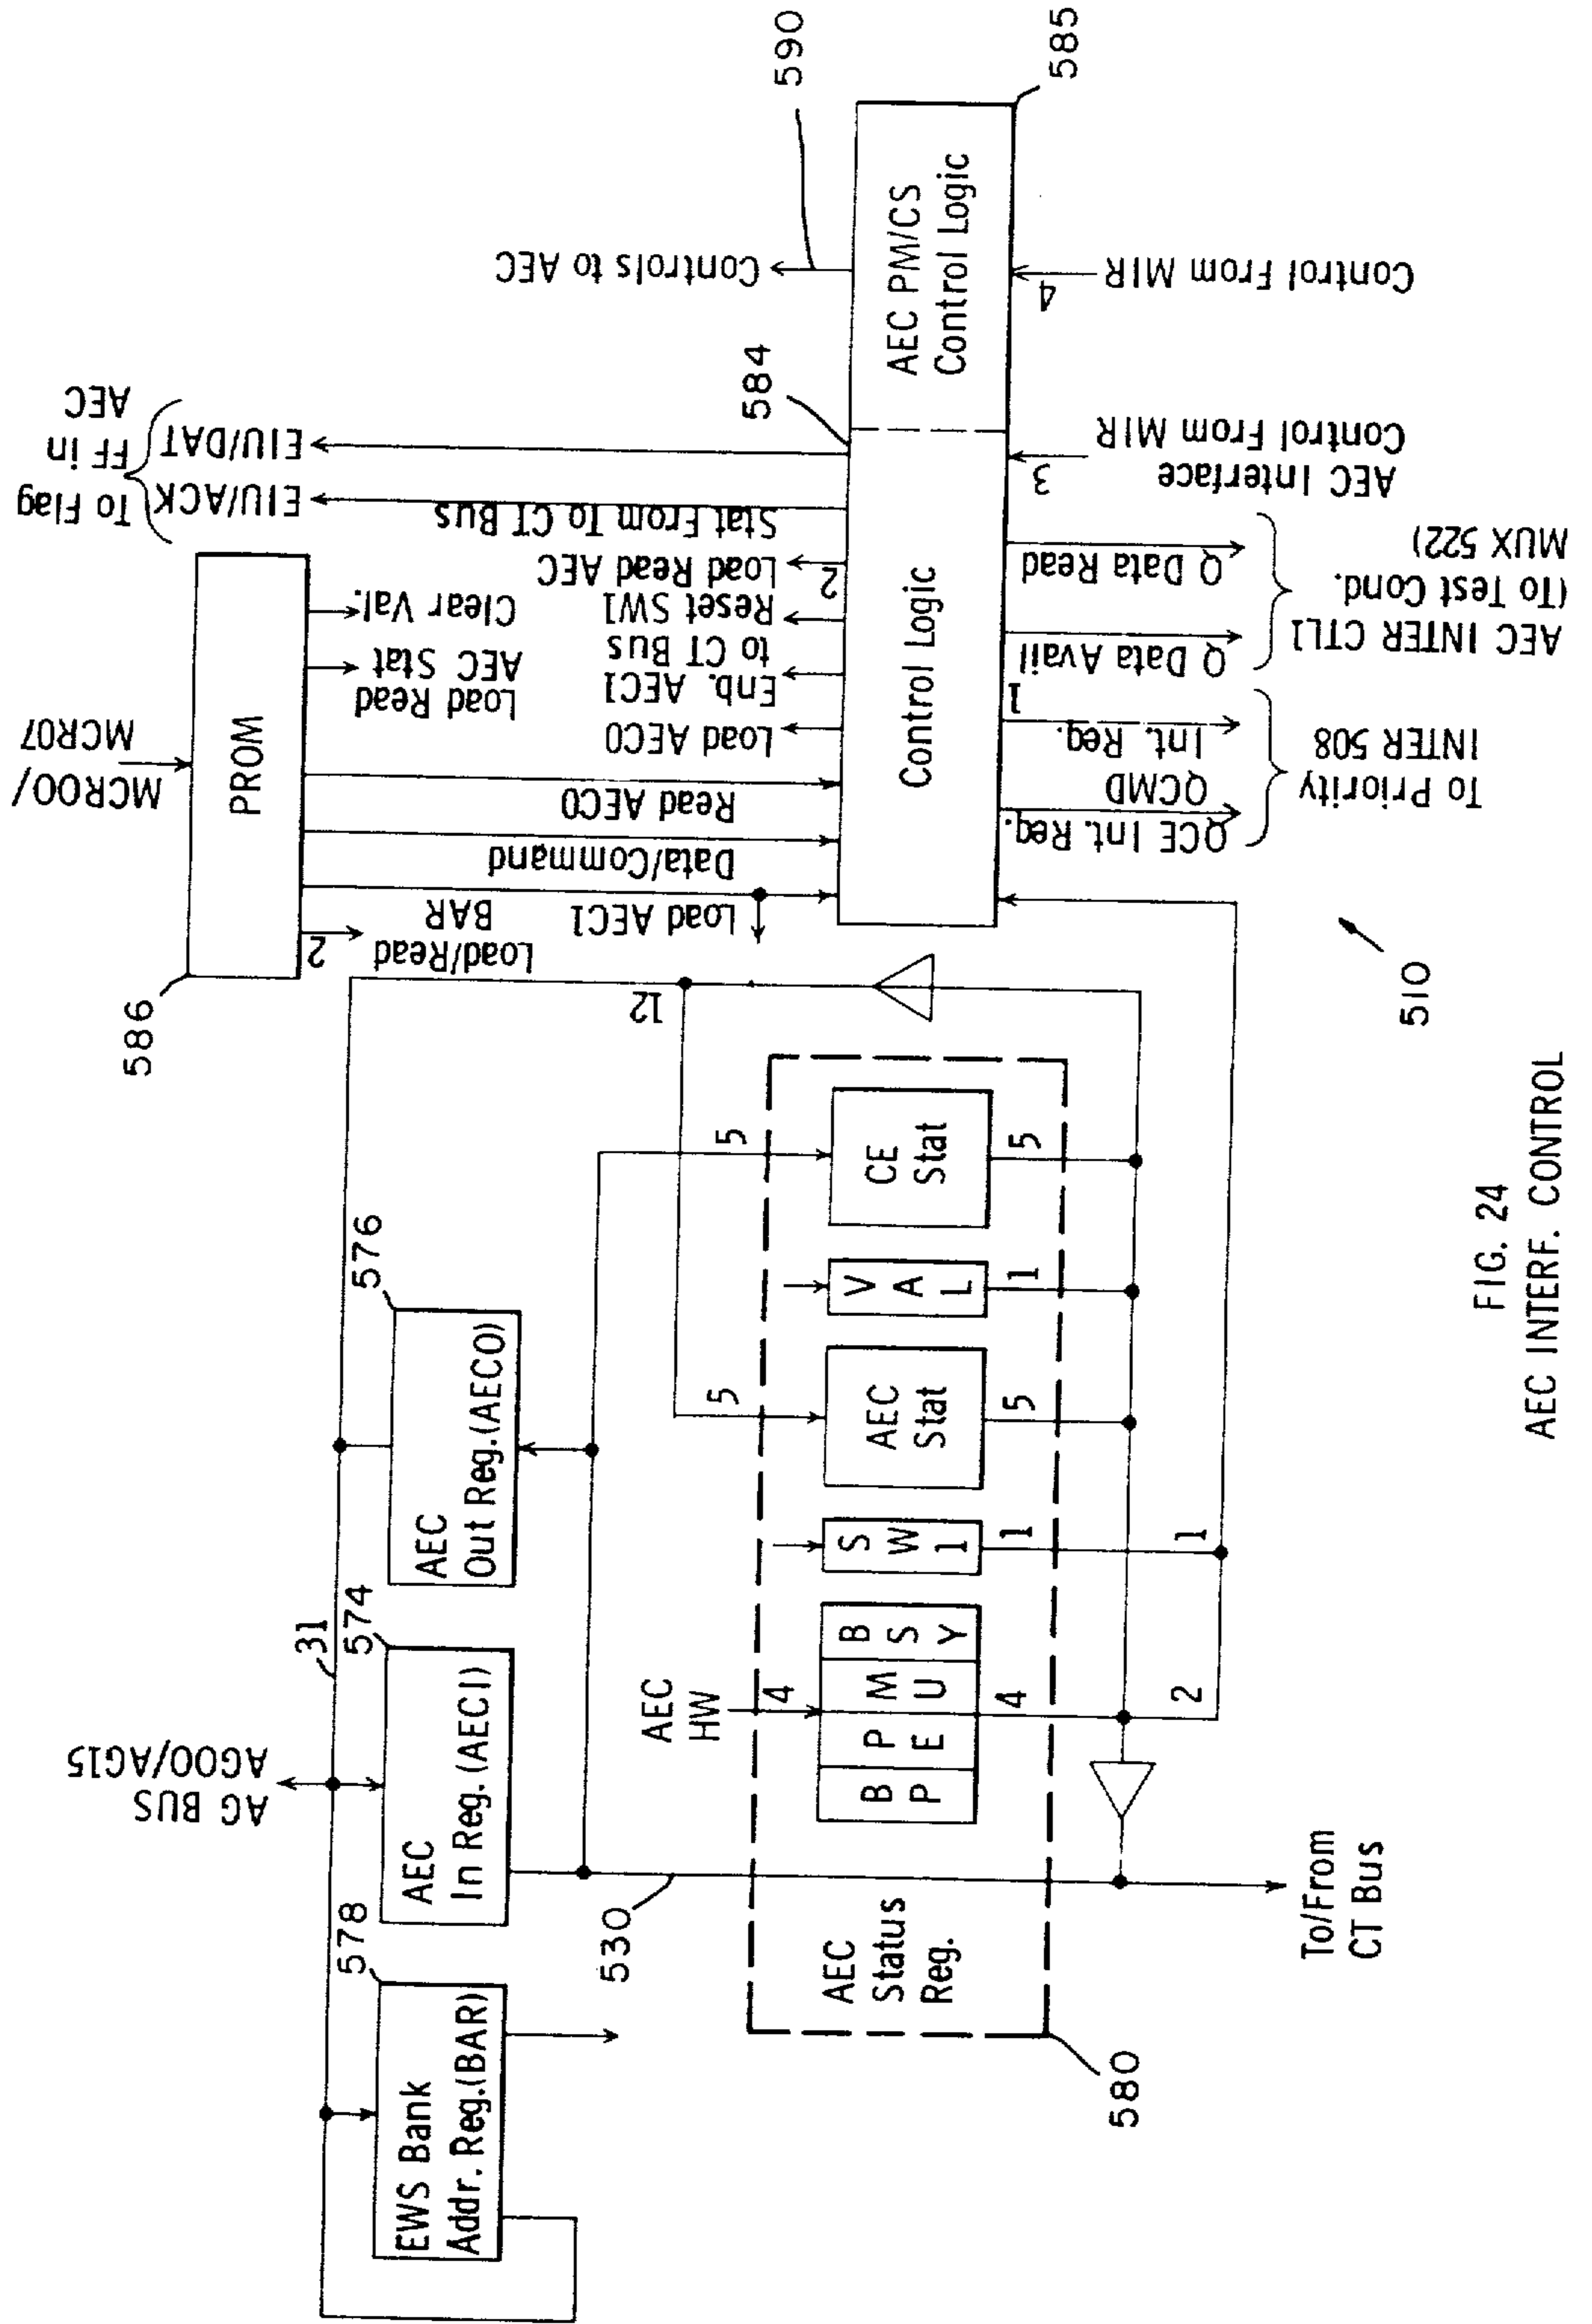 AG BUS
AG00/AG15
31
578
EWS Bank
Addr. Reg.(BAR)
574
AEC
In Reg. (AECI)
576
AEC
Out Reg.(AECO)
530
AEC
HW
4
B P
P E
M U
B S Y
4
S W 1
1
5
AEC
Stat
5
V A L
1
5
CE
Stat
5
AEC
Status
Reg.
580
2
1
12
To/From
CT Bus
586
PROM
MCR00/
MCR07
2
Load/Read
BAR
Load AEC1
Data/Command
Read AECO
Load Read
AEC Stat
Clear Val.
Load AECO
Enb. AEC1
to CT Bus
Reset SW1
2
Load Read AEC
Stat From To CT Bus
EIU/ACK
EIU/DAT
To Flag
FF in
AEC
584
Control Logic
AEC PM/CS
Control Logic
585
Controls to AEC
590
QCE Int. Req.
QCMD
Int. Req.
1
To Priority
INTER 508
Q Data Avail
Q Data Read
AEC INTER CTL1
(To Test Cond.
MUX 522)
3
AEC Interface
Control From MIR
4
Control From MIR
510
FIG. 24
AEC INTERF. CONTROL